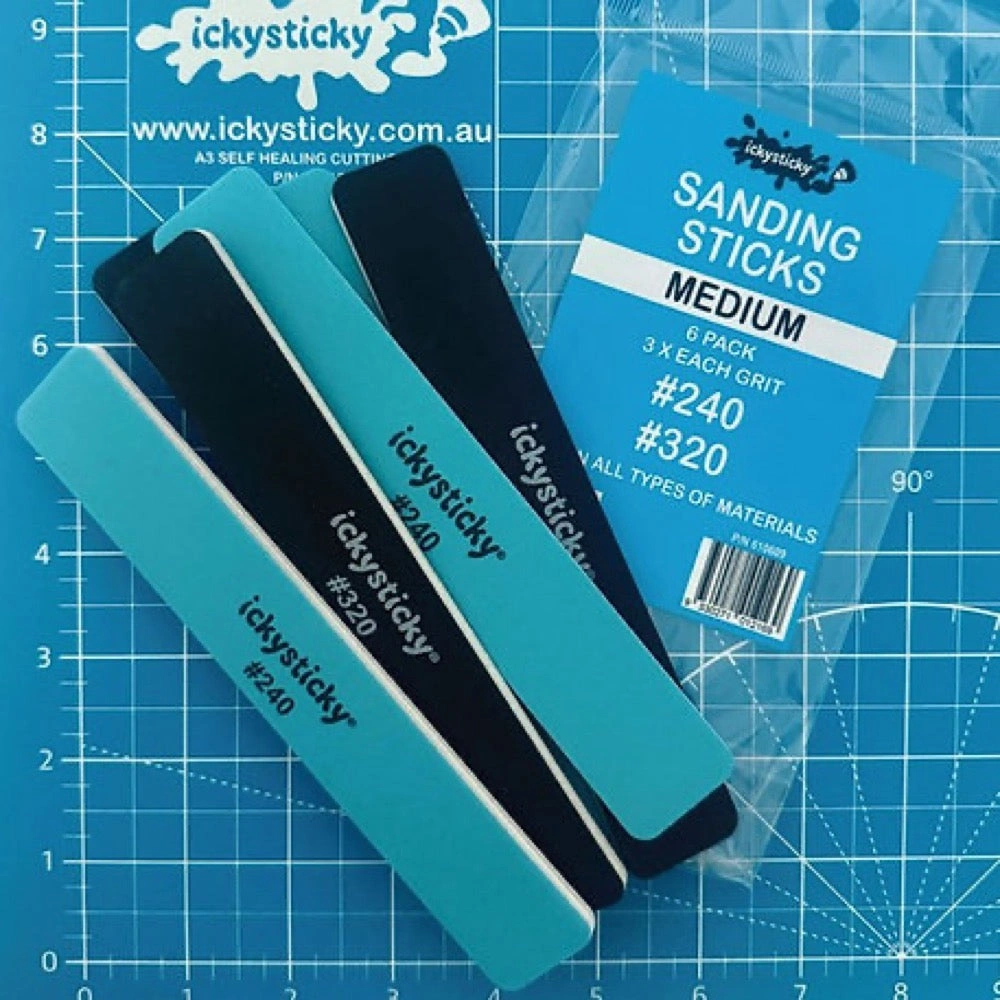 ickysticky
www.ickysticky.com.au
A3 SELF HEALING CUTTING
P/N
ickysticky
SANDING
STICKS
MEDIUM
6 PACK
3 X EACH GRIT
#240
#320
ALL TYPES OF MATERIALS
P/N 610609
ickysticky®
#240
ickysticky®
#320
ickysticky®
#240
ickysticky
90°
9
8
7
6
4
3
2
1
0
0
1
2
4
5
6
7
8
9